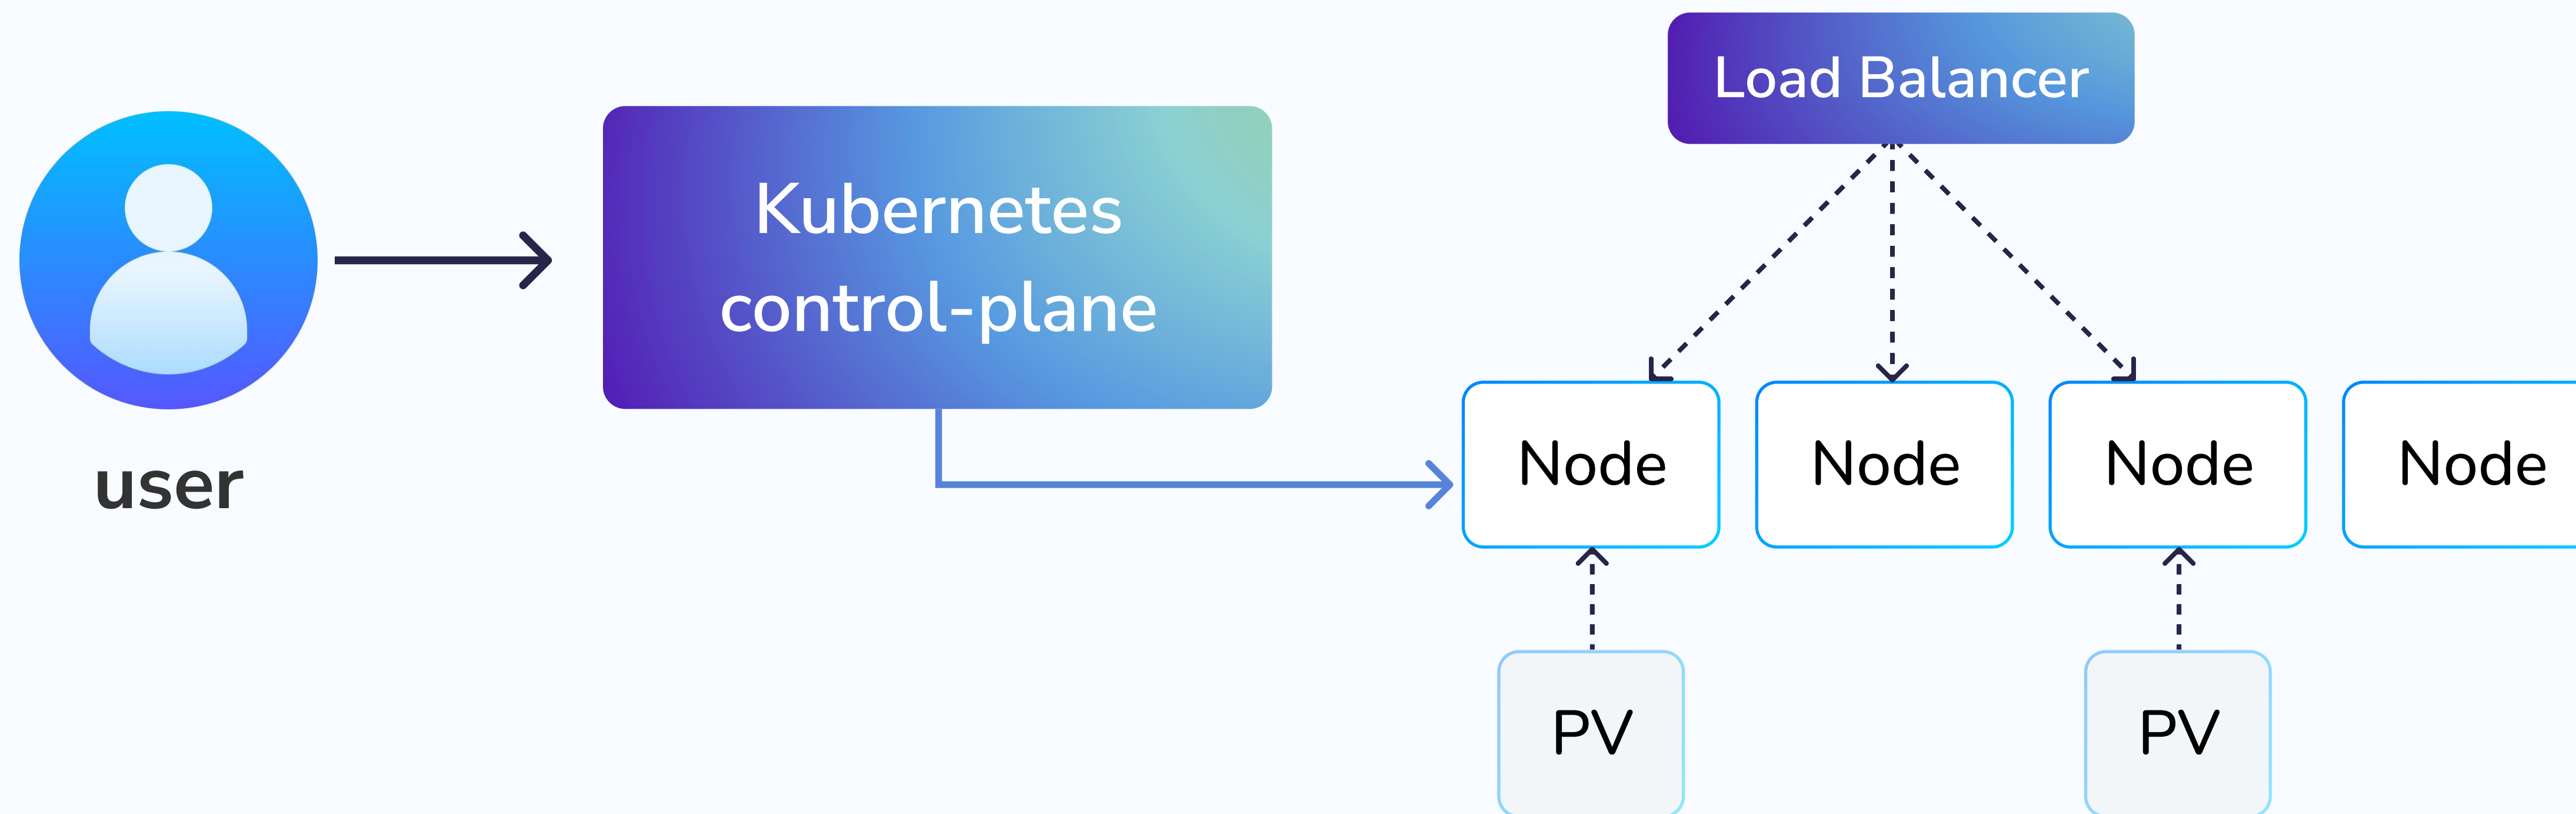 Load Balancer
Kubernetes
control-plane
user
Node
Node
Node
Node
PV
PV